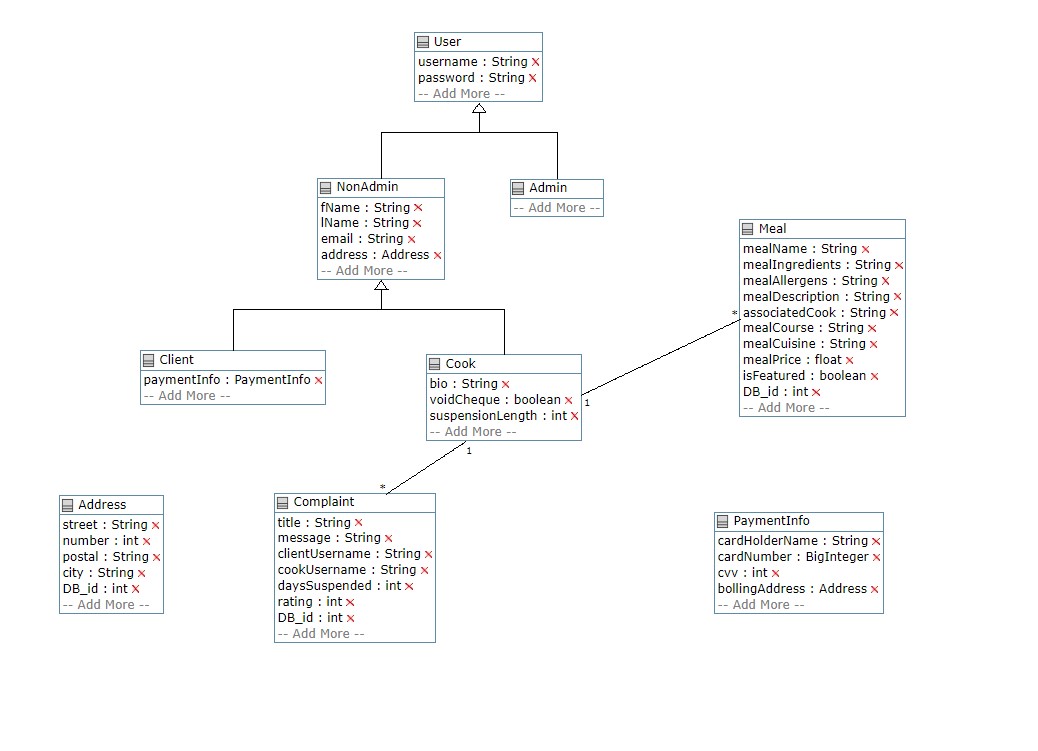 User
username : String
password : String
-- Add More --
NonAdmin
fName : String
lName : String
email : String
address : Address
-- Add More --
Admin
-- Add More --
Meal
mealName : String
mealIngredients : String
mealAllergens : String
mealDescription : String
associatedCook : String
mealCourse : String
mealCuisine : String
mealPrice : float
isFeatured : boolean
DB_id : int
-- Add More --
*
1
Client
paymentInfo : PaymentInfo
-- Add More --
Cook
bio : String
voidCheque : boolean
suspensionLength : int
-- Add More --
1
*
Address
street : String
number : int
postal : String
city : String
DB_id : int
-- Add More --
Complaint
title : String
message : String
clientUsername : String
cookUsername : String
daysSuspended : int
rating : int
DB_id : int
-- Add More --
PaymentInfo
cardHolderName : String
cardNumber : BigInteger
cvv : int
bollingAddress : Address
-- Add More --